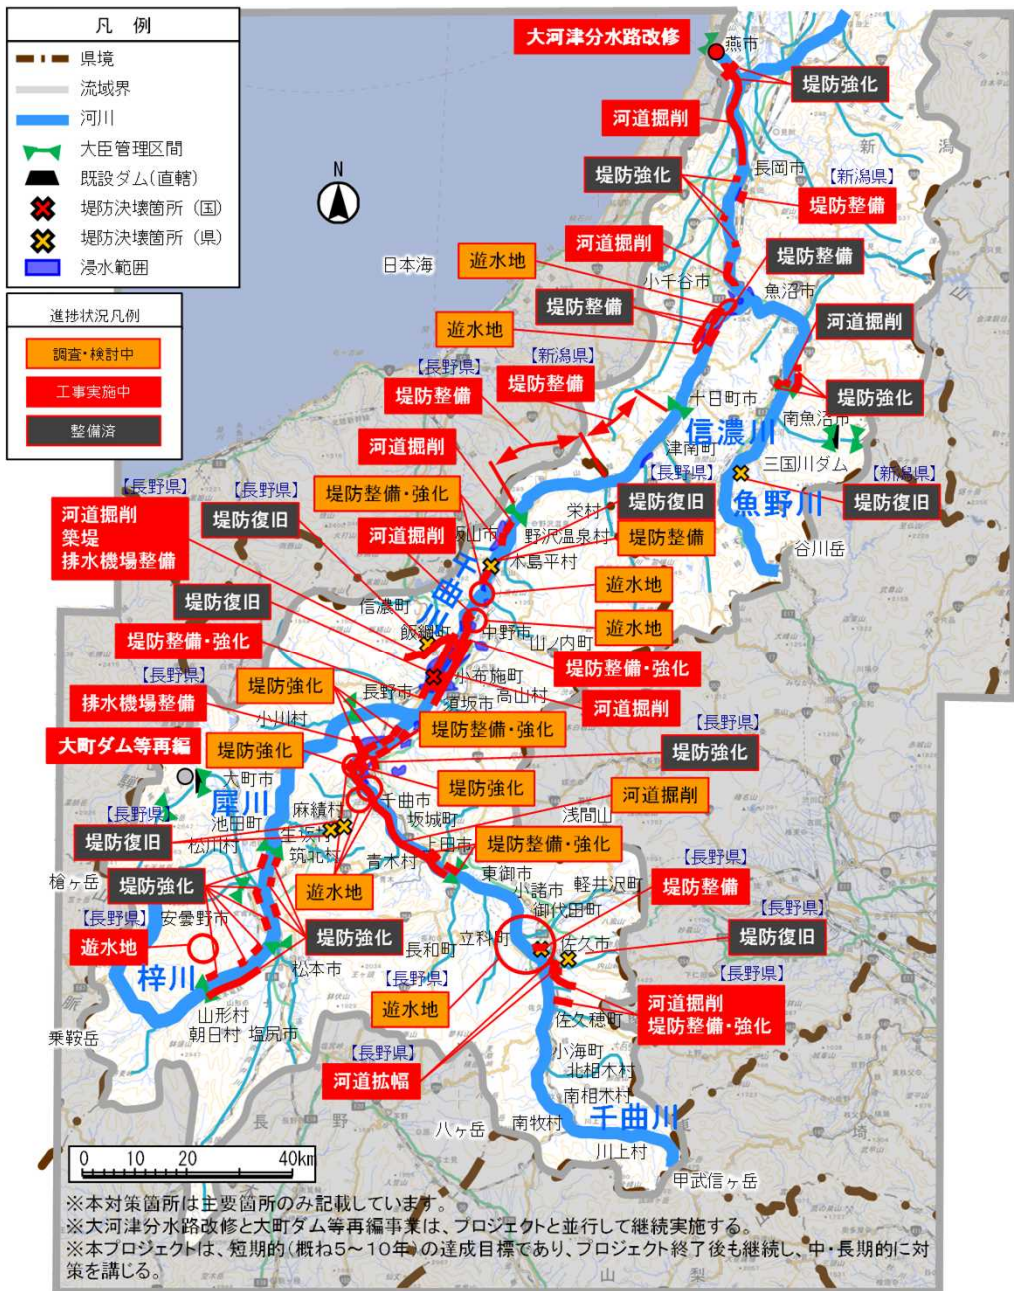 凡 例
県境
流域界
河川
大臣管理区間
既設ダム(直轄)
堤防決壊箇所 (国)
堤防決壊箇所 (県)
浸水範囲
進捗状況凡例
調査・検討中
工事実施中
整備済
N
日本海
大河津分水路改修
燕市
堤防強化
河道掘削
新
潟
長岡市
堤防強化
【新潟県】
堤防整備
河道掘削
堤防整備
遊水地
小千谷市
魚沼市
堤防整備
河道掘削
遊水地
【長野県】
【新潟県】
堤防整備
堤防整備
堤防強化
十日町市
南魚沼市
信濃川
河道掘削
津南町
三国川ダム
【長野県】
【長野県】
【長野県】
【新潟県】
堤防整備・強化
堤防復旧
堤防復旧
堤防復旧
魚野川
栄村
河道掘削
築堤
排水機場整備
河道掘削
野沢温泉村
堤防整備
谷川岳
木島平村
千曲川
遊水地
信濃町
堤防復旧
飯綱町
中野市
遊水地
山ノ内町
堤防整備・強化
堤防整備・強化
小布施町
【長野県】
堤防強化
長野市
高山村
須坂市
河道掘削
排水機場整備
小川村
堤防整備・強化
【長野県】
大町ダム等再編
堤防強化
堤防強化
大町市
堤防強化
犀川
千曲市
河道掘削
麻績村
坂城町
浅間山
【長野県】
池田町
堤防復旧
松川村
生坂村
筑北村
上田市
堤防整備・強化
青木村
東御市
【長野県】
槍ヶ岳
堤防強化
遊水地
小諸市
軽井沢町
堤防整備
御代田町
【長野県】
【長野県】
安曇野市
堤防強化
立科町
佐久市
堤防復旧
遊水地
長和町
松本市
【長野県】
【長野県】
梓川
遊水地
河道掘削
堤防整備・強化
山形村
佐久穂町
朝日村
塩尻市
乗鞍岳
【長野県】
小海町
北相木村
河道拡幅
南相木村
千曲川
長
野
南牧村
八ヶ岳
川上村
埼
甲武信ヶ岳
0 10 20 40km
※本対策箇所は主要箇所のみ記載しています。
※大河津分水路改修と大町ダム等再編事業は、プロジェクトと並行して継続実施する。
※本プロジェクトは、短期的(概ね5～10年)の達成目標であり、プロジェクト終了後も継続し、中・長期的に対
策を講じる。
山
梨